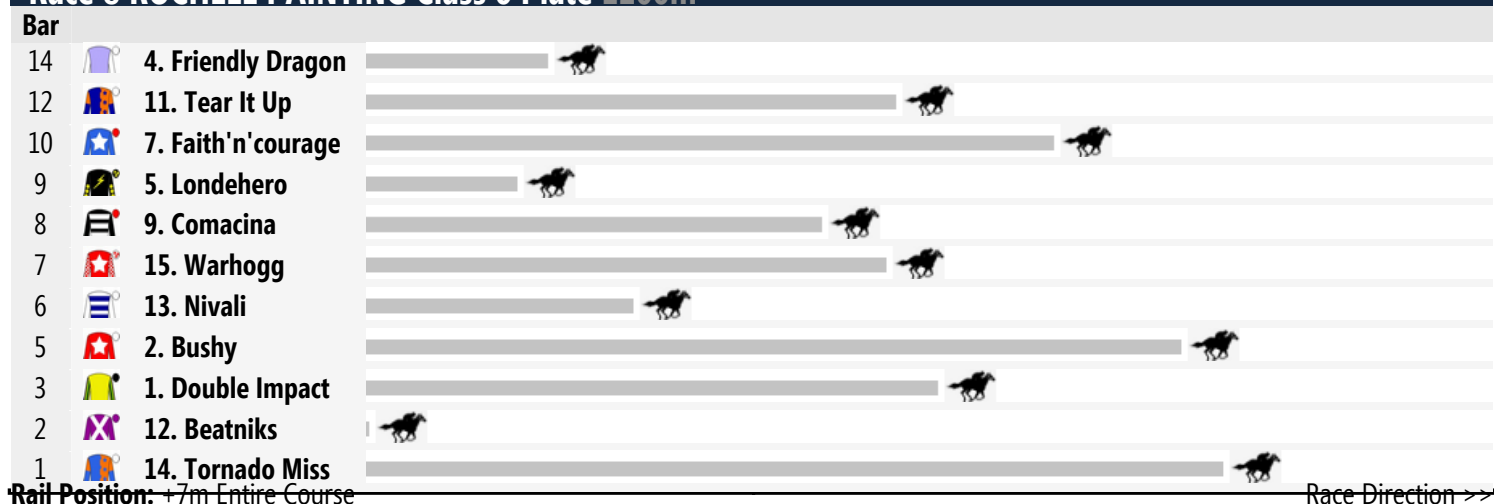 Bar
14 4. Friendly Dragon
12 11. Tear It Up
10 7. Faith'n'courage
9 5. Londehero
8 9. Comacina
7 15. Warhogg
6 13. Nivali
5 2. Bushy
3 1. Double Impact
2 12. Beatniks
1 14. Tornado Miss
Rail Position: +7m Entire Course
Race Direction >>